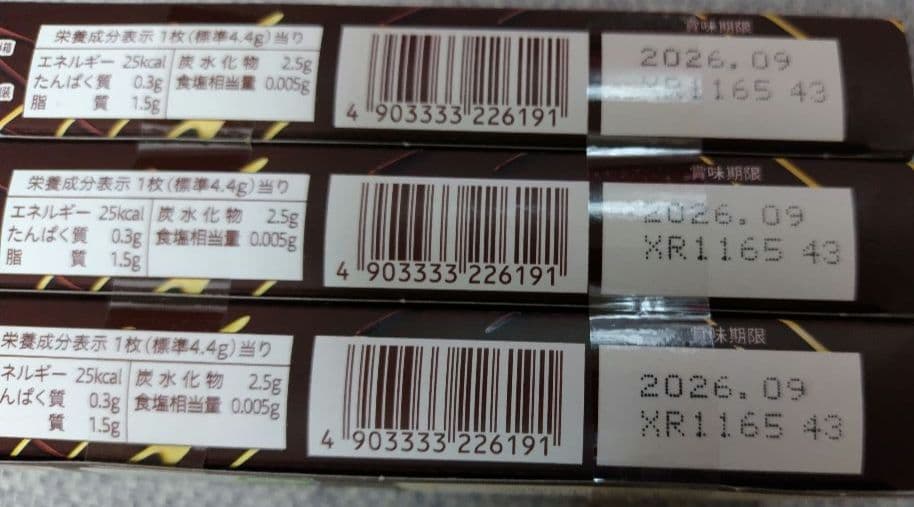 賞味期限
栄養成分表示 1枚(標準4.4g)当り
エネルギー 25kcal 炭水化物 2.5g
たんぱく質 0.3g 食塩相当量 0.005g
脂質 1.5g
4 903333 226191
2026.09
XR1165 43
賞味期限
栄養成分表示 1枚(標準4.4g)当り
エネルギー 25kcal 炭水化物 2.5g
たんぱく質 0.3g 食塩相当量 0.005g
脂質 1.5g
4 903333 226191
2026.09
XR1165 43
賞味期限
栄養成分表示 1枚(標準4.4g)当り
ネルギー 25kcal 炭水化物 2.5g
んぱく質 0.3g 食塩相当量 0.005g
質 1.5g
4 903333 226191
2026.09
XR1165 43